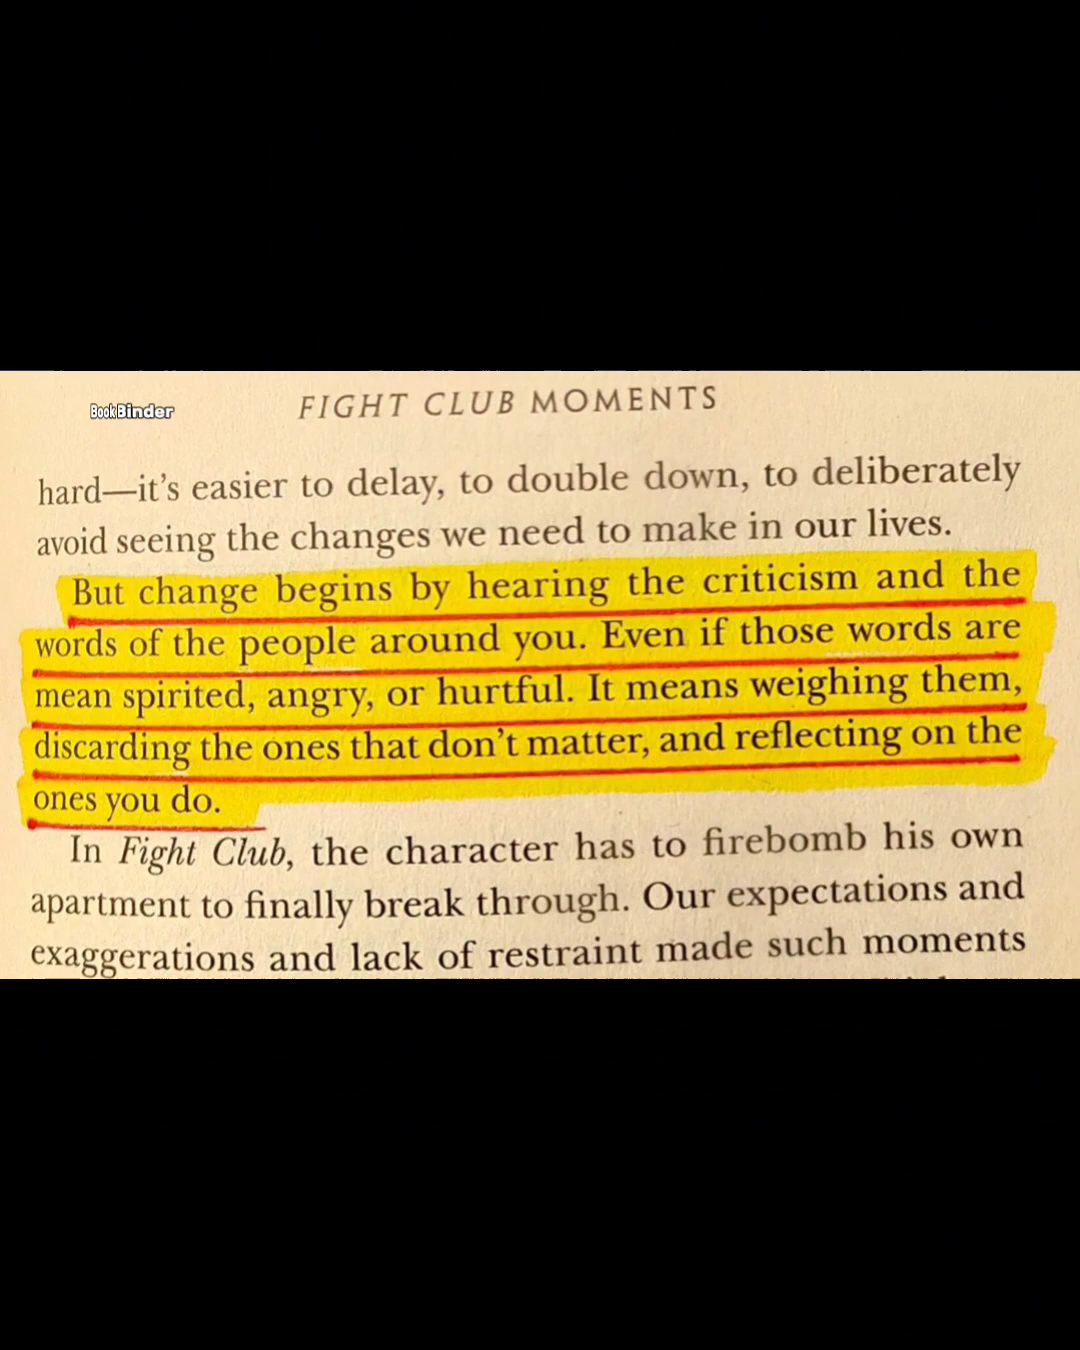 BookBinder
FIGHT CLUB MOMENTS
hard—it's easier to delay, to double down, to deliberately
avoid seeing the changes we need to make in our lives.
But change begins by hearing the criticism and the
words of the people around you. Even if those words are
mean spirited, angry, or hurtful. It means weighing them,
discarding the ones that don't matter, and reflecting on the
ones you do.
In Fight Club, the character has to firebomb his own
apartment to finally break through. Our expectations and
exaggerations and lack of restraint made such moments